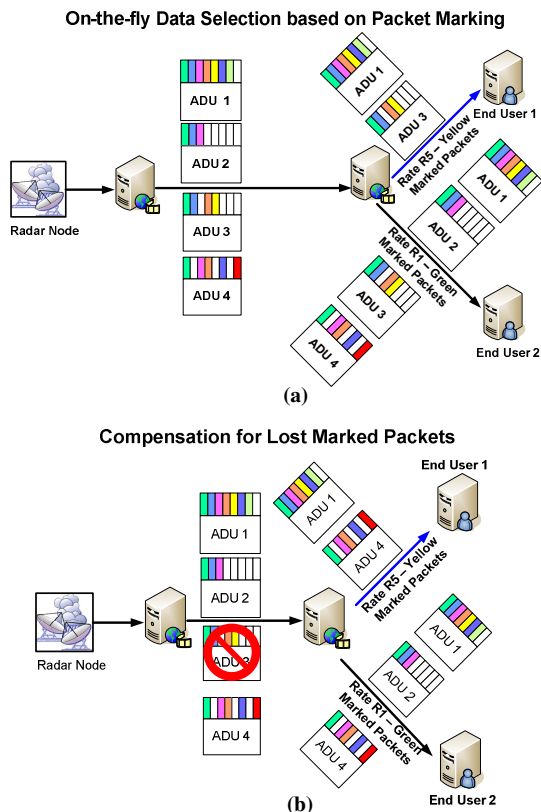 On-the-fly Data Selection based on Packet Marking
ADU 1
ADU 2
ADU 3
ADU 4
Radar Node
ADU 1
ADU 3
End User 1
Rate R5 – Yellow
Marked Packets
ADU 1
ADU 2
Rate R1 – Green
Marked Packets
ADU 3
ADU 4
End User 2
(a)
Compensation for Lost Marked Packets
End User 1
ADU 1
ADU 2
ADU 3
ADU 4
Radar Node
ADU 1
ADU 4
Rate R5 – Yellow
Marked Packets
ADU 1
ADU 2
Rate R1 – Green
Marked Packets
ADU 4
End User 2
(b)